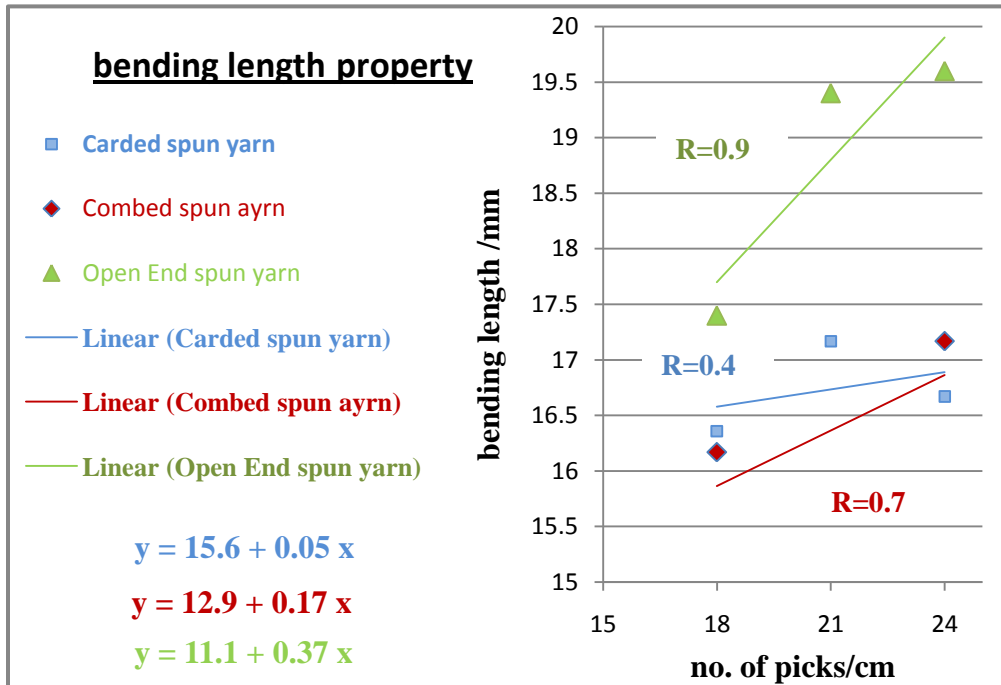 bending length property
Carded spun yarn
Combed spun ayrn
Open End spun yarn
Linear (Carded spun yarn)
Linear (Combed spun ayrn)
Linear (Open End spun yarn)
y = 15.6 + 0.05 x
y = 12.9 + 0.17 x
y = 11.1 + 0.37 x
bending length /mm
20
19.5
19
18.5
18
17.5
17
16.5
16
15.5
15
R=0.9
R=0.4
R=0.7
15 18 21 24
no. of picks/cm